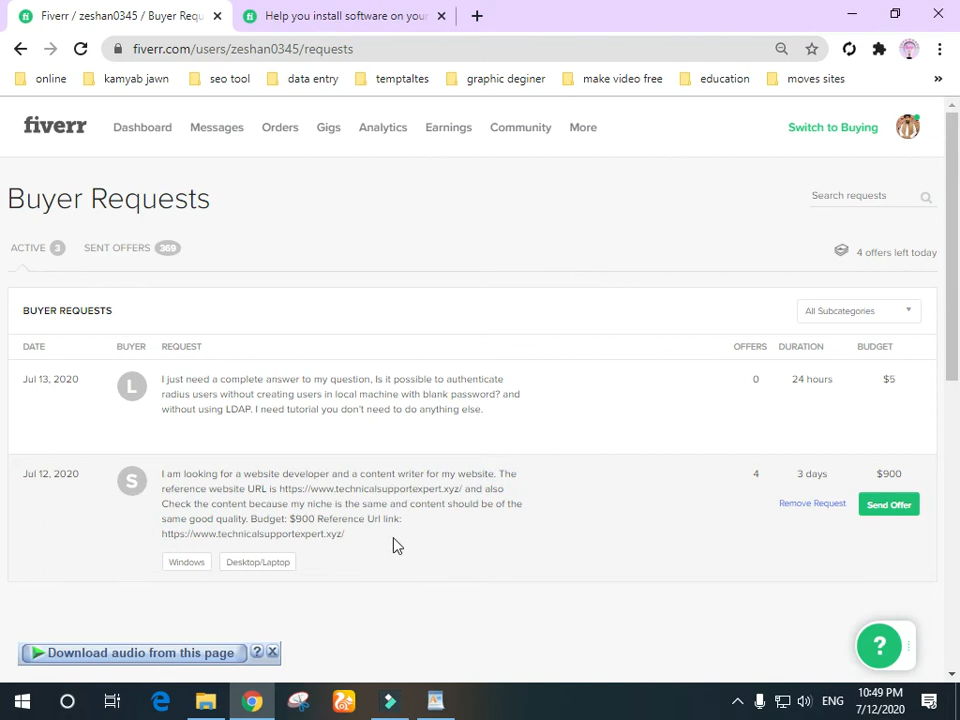 Fiverr / zeshan0345 / Buyer Requ
Help you install software on your
fiverr.com/users/zeshan0345/requests
online
kamyab jawn
seo tool
data entry
temptaltes
graphic deginer
make video free
education
moves sites
»
fiverr
Dashboard
Messages
Orders
Gigs
Analytics
Earnings
Community
More
Switch to Buying
Buyer Requests
Search requests
ACTIVE 3
SENT OFFERS 369
4 offers left today
BUYER REQUESTS
All Subcategories
DATE
BUYER
REQUEST
OFFERS
DURATION
BUDGET
Jul 13, 2020
L
I just need a complete answer to my question, Is it possible to authenticate
radius users without creating users in local machine with blank password? and
without using LDAP. I need tutorial you don't need to do anything else.
0
24 hours
$5
Jul 12, 2020
S
I am looking for a website developer and a content writer for my website. The
reference website URL is https://www.technicalsupportexpert.xyz/ and also
Check the content because my niche is the same and content should be of the
same good quality. Budget: $900 Reference Url link:
https://www.technicalsupportexpert.xyz/
4
3 days
$900
Remove Request
Send Offer
Windows
Desktop/Laptop
Download audio from this page
?
?
ENG
10:49 PM
7/12/2020